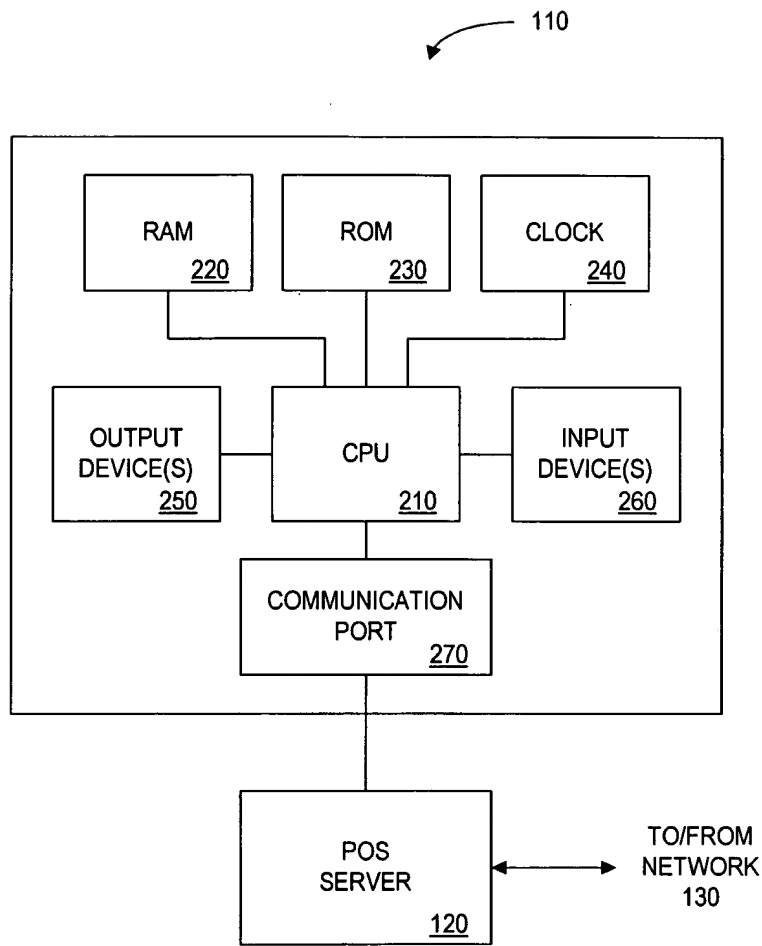 110
RAM
220
ROM
230
CLOCK
240
OUTPUT
DEVICE(S)
250
CPU
210
INPUT
DEVICE(S)
260
COMMUNICATION
PORT
270
POS
SERVER
120
TO/FROM
NETWORK
130